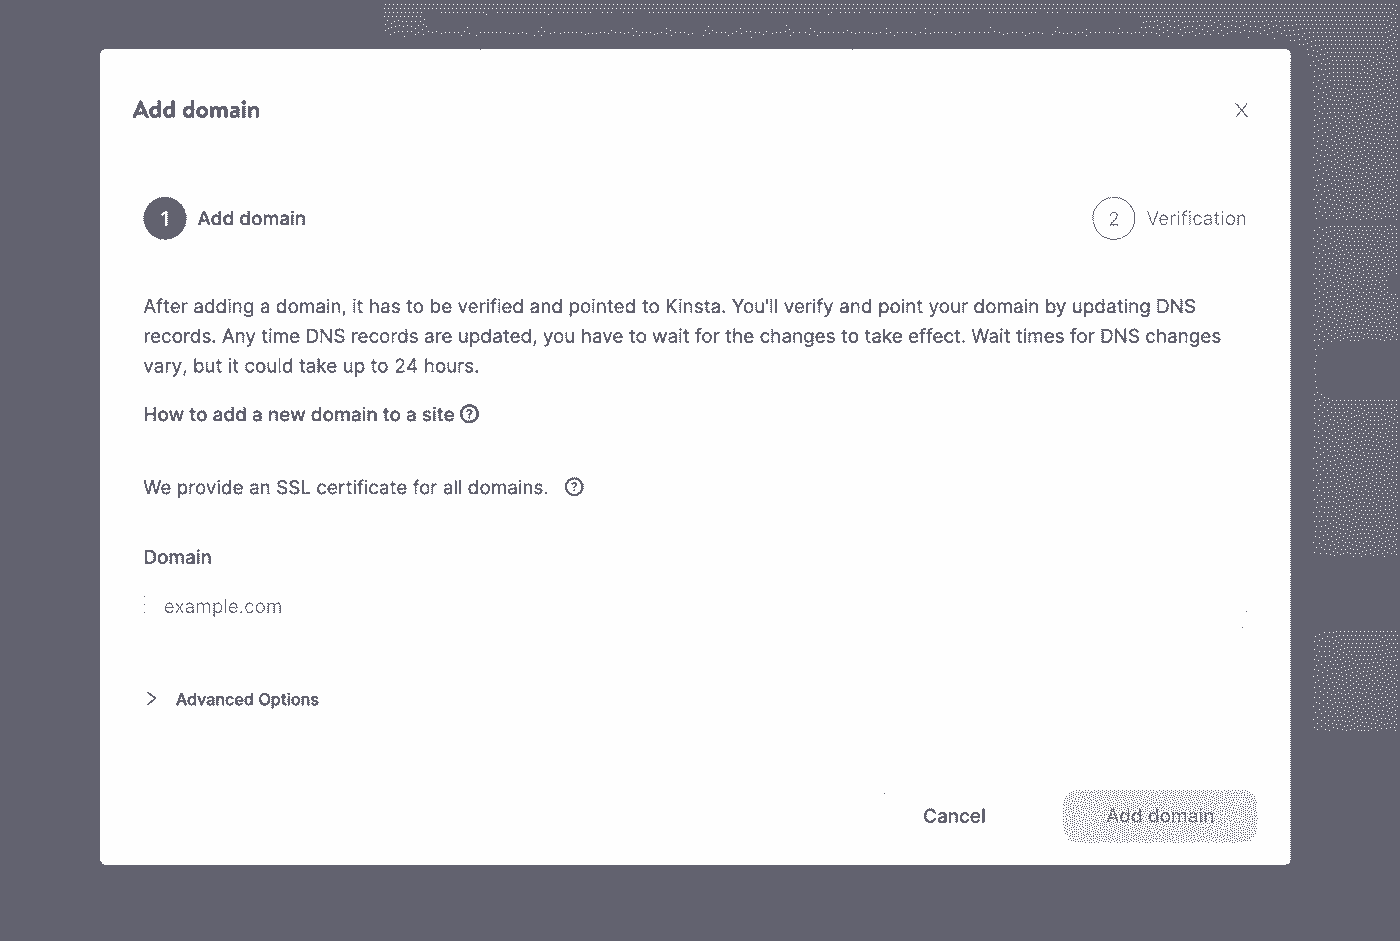 Add domain
1 Add domain
2 Verification
After adding a domain, it has to be verified and pointed to Kinsta. You'll verify and point your domain by updating DNS
records. Any time DNS records are updated, you have to wait for the changes to take effect. Wait times for DNS changes
vary, but it could take up to 24 hours.
How to add a new domain to a site
We provide an SSL certificate for all domains.
Domain
example.com
Advanced Options
Cancel
Add domain